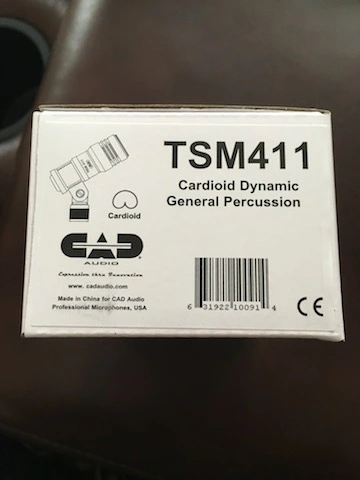 TSM411
Cardioid Dynamic
General Percussion
Cardioid
CAD
AUDIO
Expression thru Innovation
www.cadaudio.com
Made in China for CAD Audio
Professional Microphones, USA
6 31922 10091 4
CE